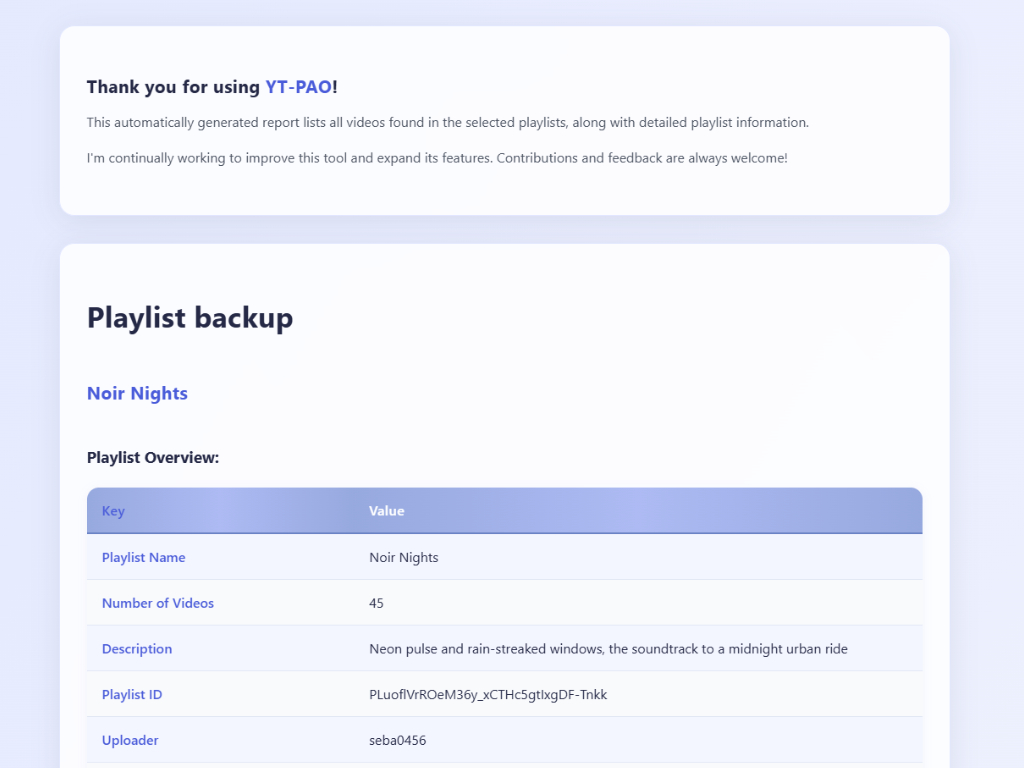 Thank you for using YT-PAO!
This automatically generated report lists all videos found in the selected playlists, along with detailed playlist information.
I'm continually working to improve this tool and expand its features. Contributions and feedback are always welcome!
Playlist backup
Noir Nights
Playlist Overview:
Key Value
Playlist Name Noir Nights
Number of Videos 45
Description Neon pulse and rain-streaked windows, the soundtrack to a midnight urban ride
Playlist ID PLuoflVrROeM36y_xCTHc5gtIxgDF-Tnkk
Uploader seba0456